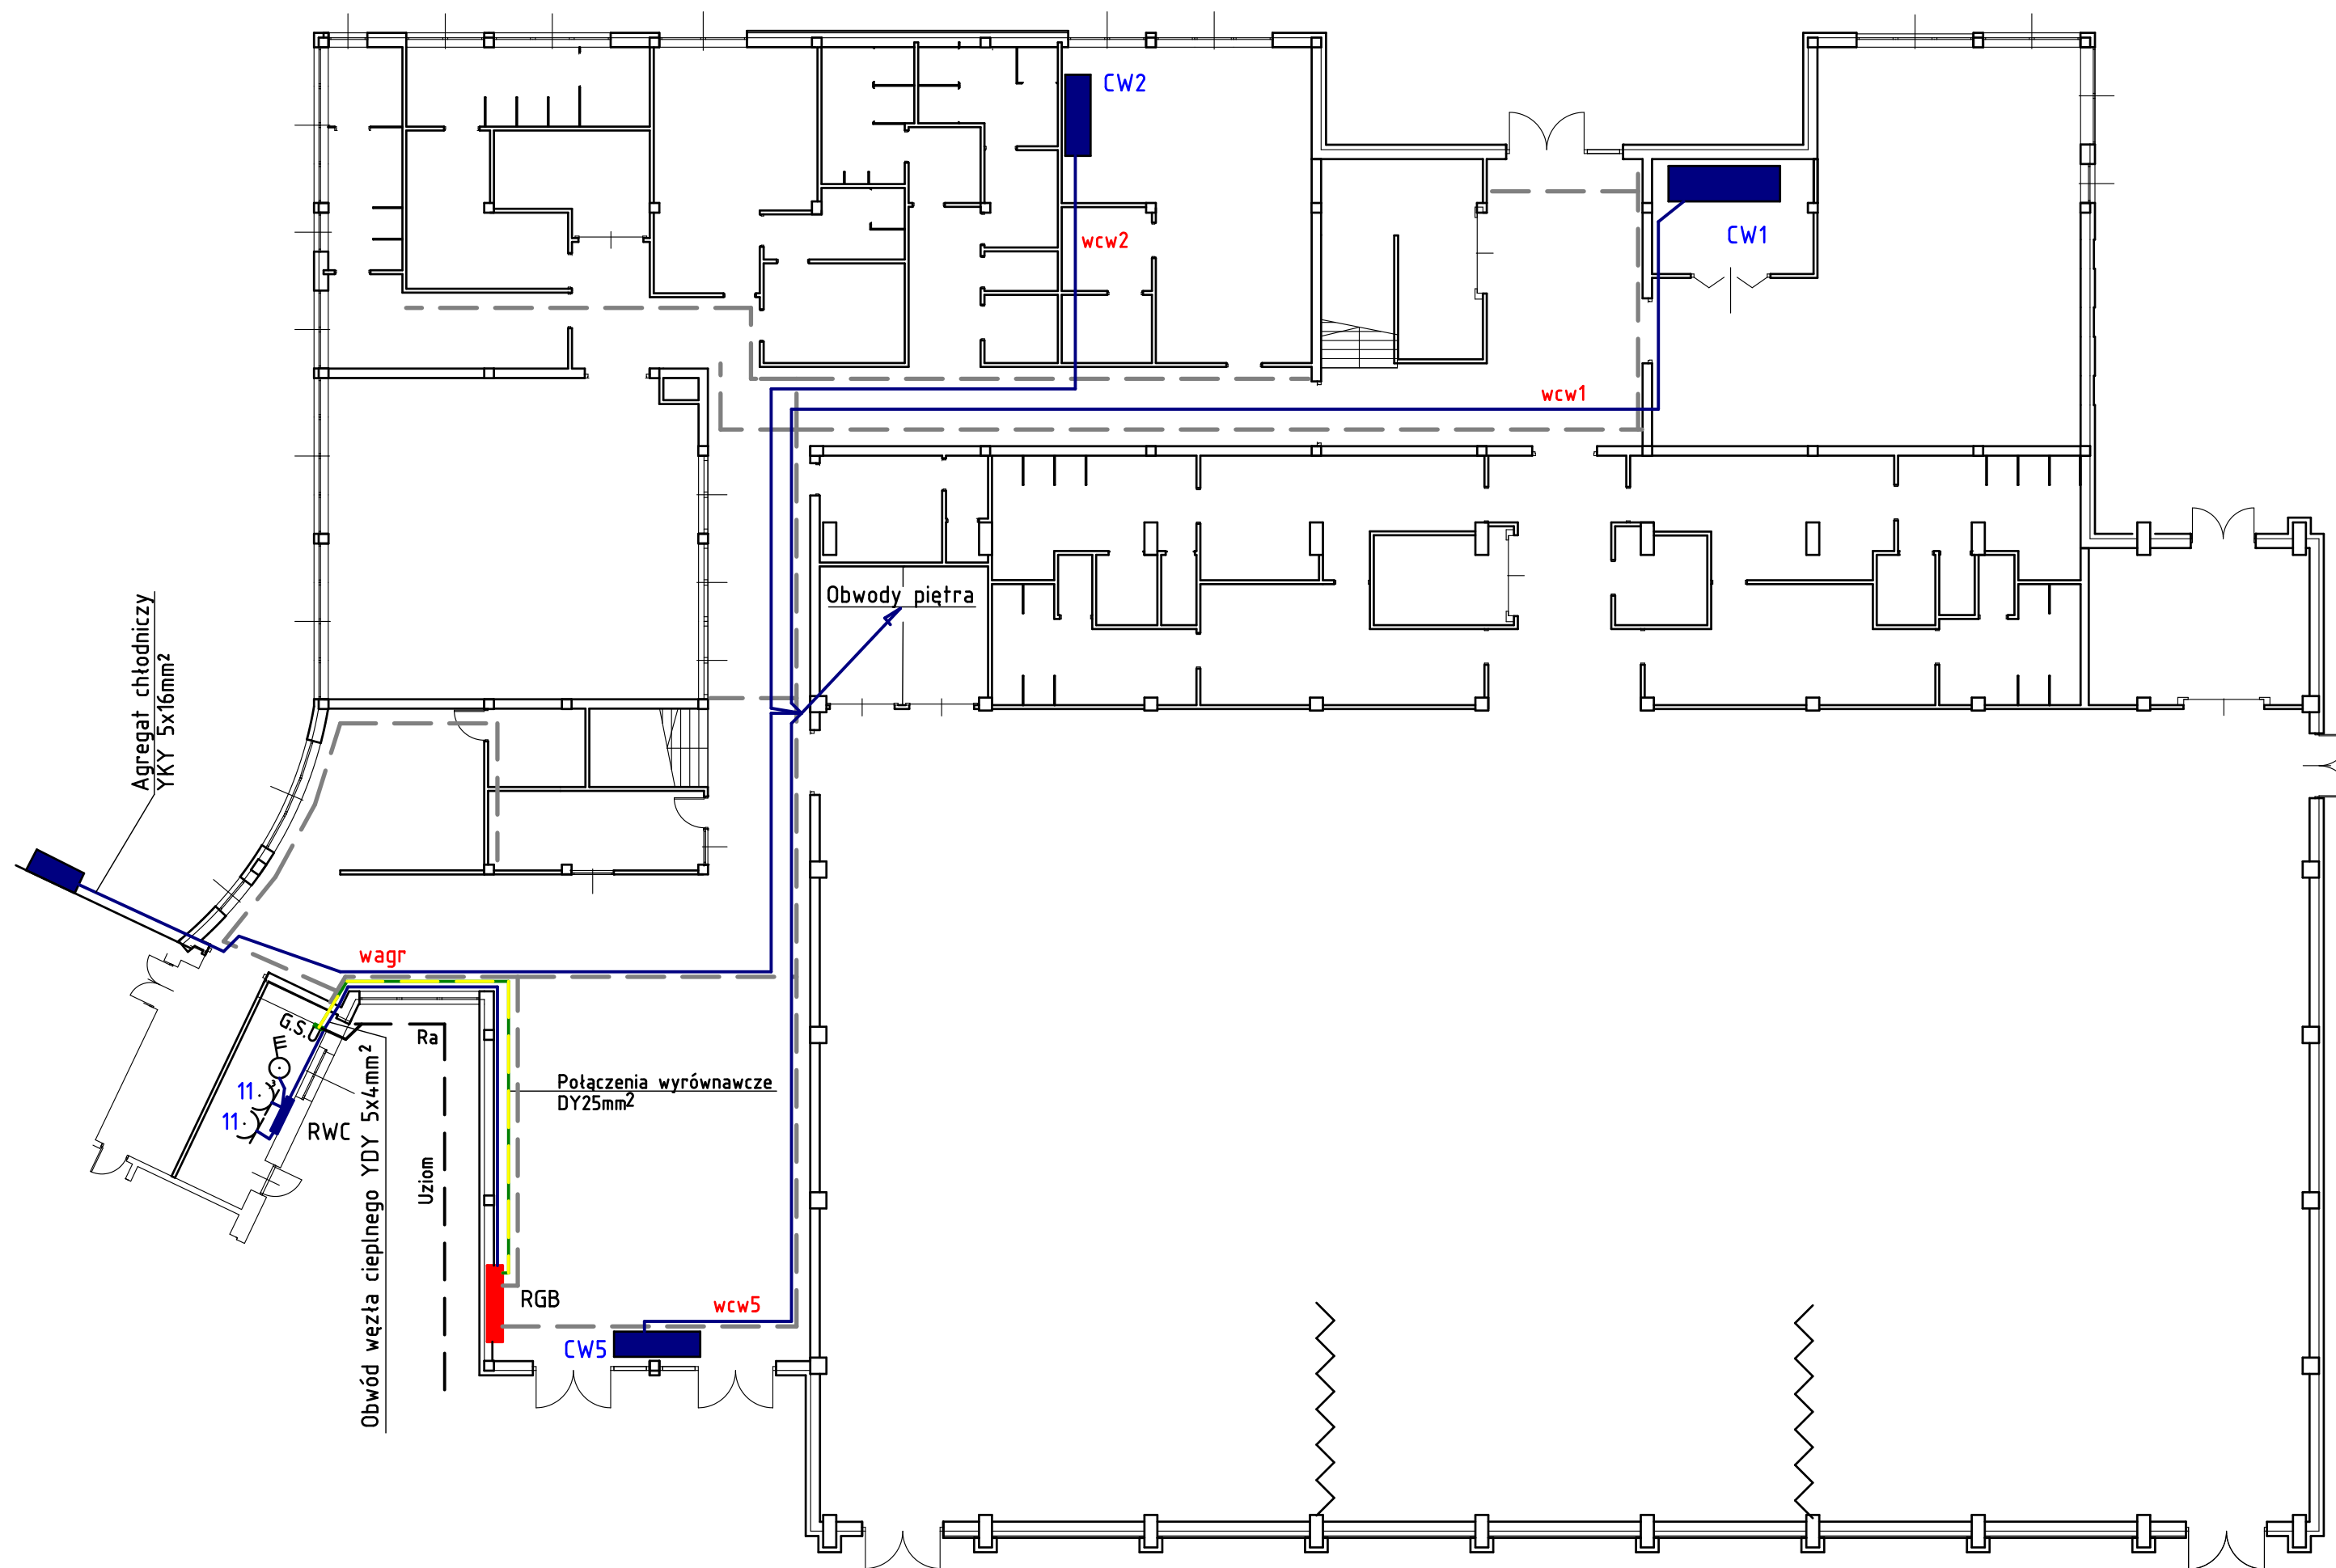 CW2
CW1
wcw2
wcw1
Obwody piętra
Agregat chłodniczy
YKY 5x16mm²
wagr
G.S.U
Ra
Połączenia wyrównawcze
DY25mm²
11.3
11.
RWC
Uziom
Obwód węzła cieplnego YDY 5x4mm²
RGB
wcw5
CW5